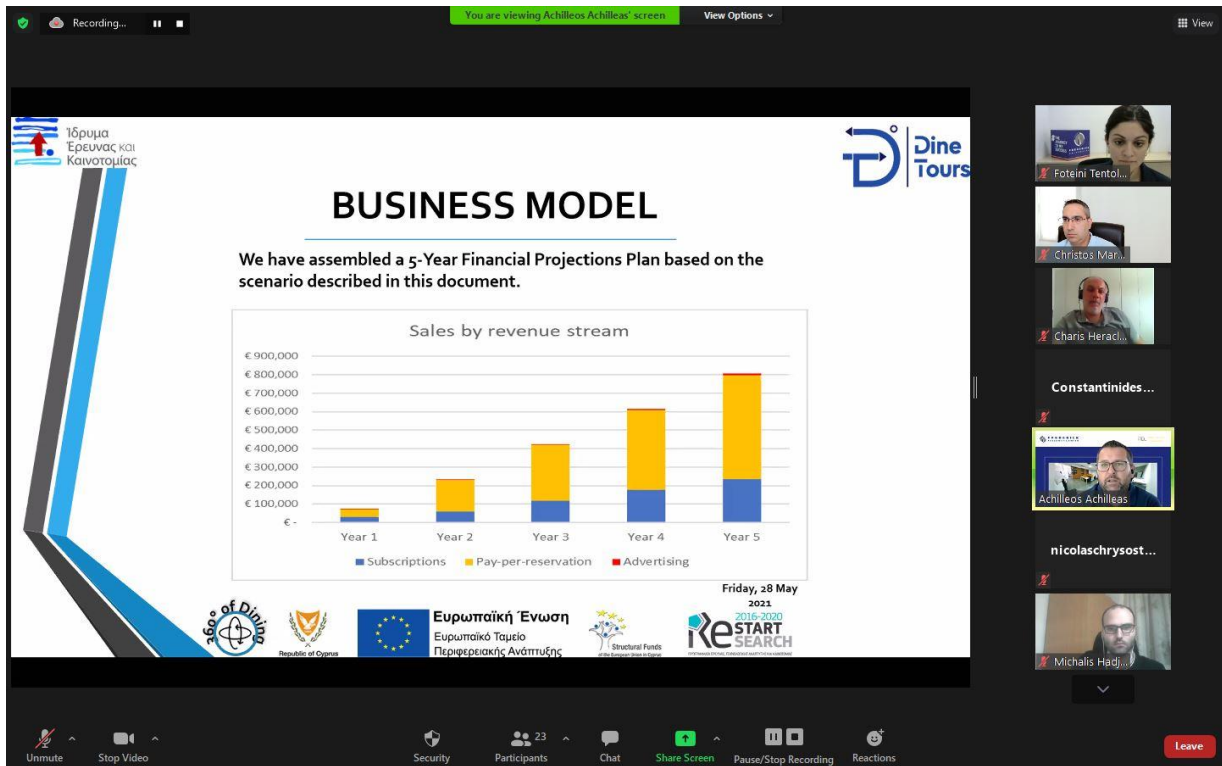 Recording...
You are viewing Achilleos Achilleas' screen
View Options
View
Ίδρυμα
Έρευνας και
Καινοτομίας
Dine
Tours
BUSINESS MODEL
We have assembled a 5-Year Financial Projections Plan based on the
scenario described in this document.
Sales by revenue stream
€ 900,000
€ 800,000
€ 700,000
€ 600,000
€ 500,000
€ 400,000
€ 300,000
€ 200,000
€ 100,000
€ -
Year 1 Year 2 Year 3 Year 4 Year 5
Subscriptions Pay-per-reservation Advertising
Friday, 28 May
2021
360° of Dining
Republic of Cyprus
Ευρωπαϊκή Ένωση
Ευρωπαϊκό Ταμείο
Περιφερειακής Ανάπτυξης
Structural Funds
of the European Union in Cyprus
2016-2020
RESTART
RESEARCH
Foteini Tentol...
Christos Mar...
Charis Heracl...
Constantinides...
Achilleos Achilleas
nicolaschrysost...
Michalis Hadj...
Unmute
Stop Video
Security
Participants
23
Chat
Share Screen
Pause/Stop Recording
Reactions
Leave